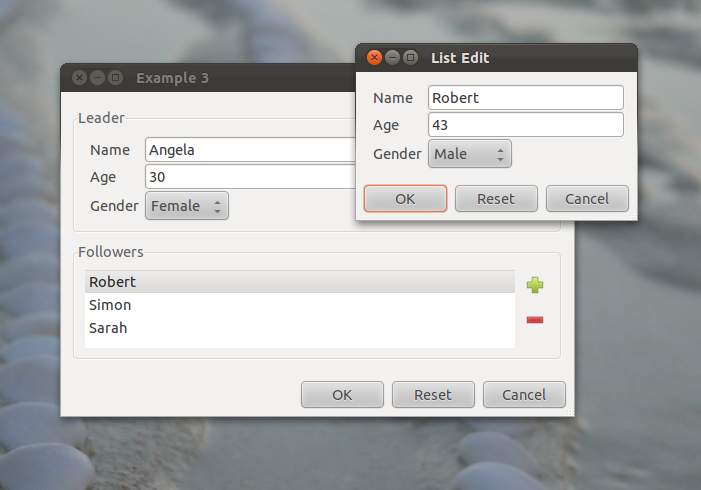 Example 3
Leader
Name Angela
Age 30
Gender Female
Followers
Robert
Simon
Sarah
OK Reset Cancel
List Edit
Name Robert
Age 43
Gender Male
OK Reset Cancel